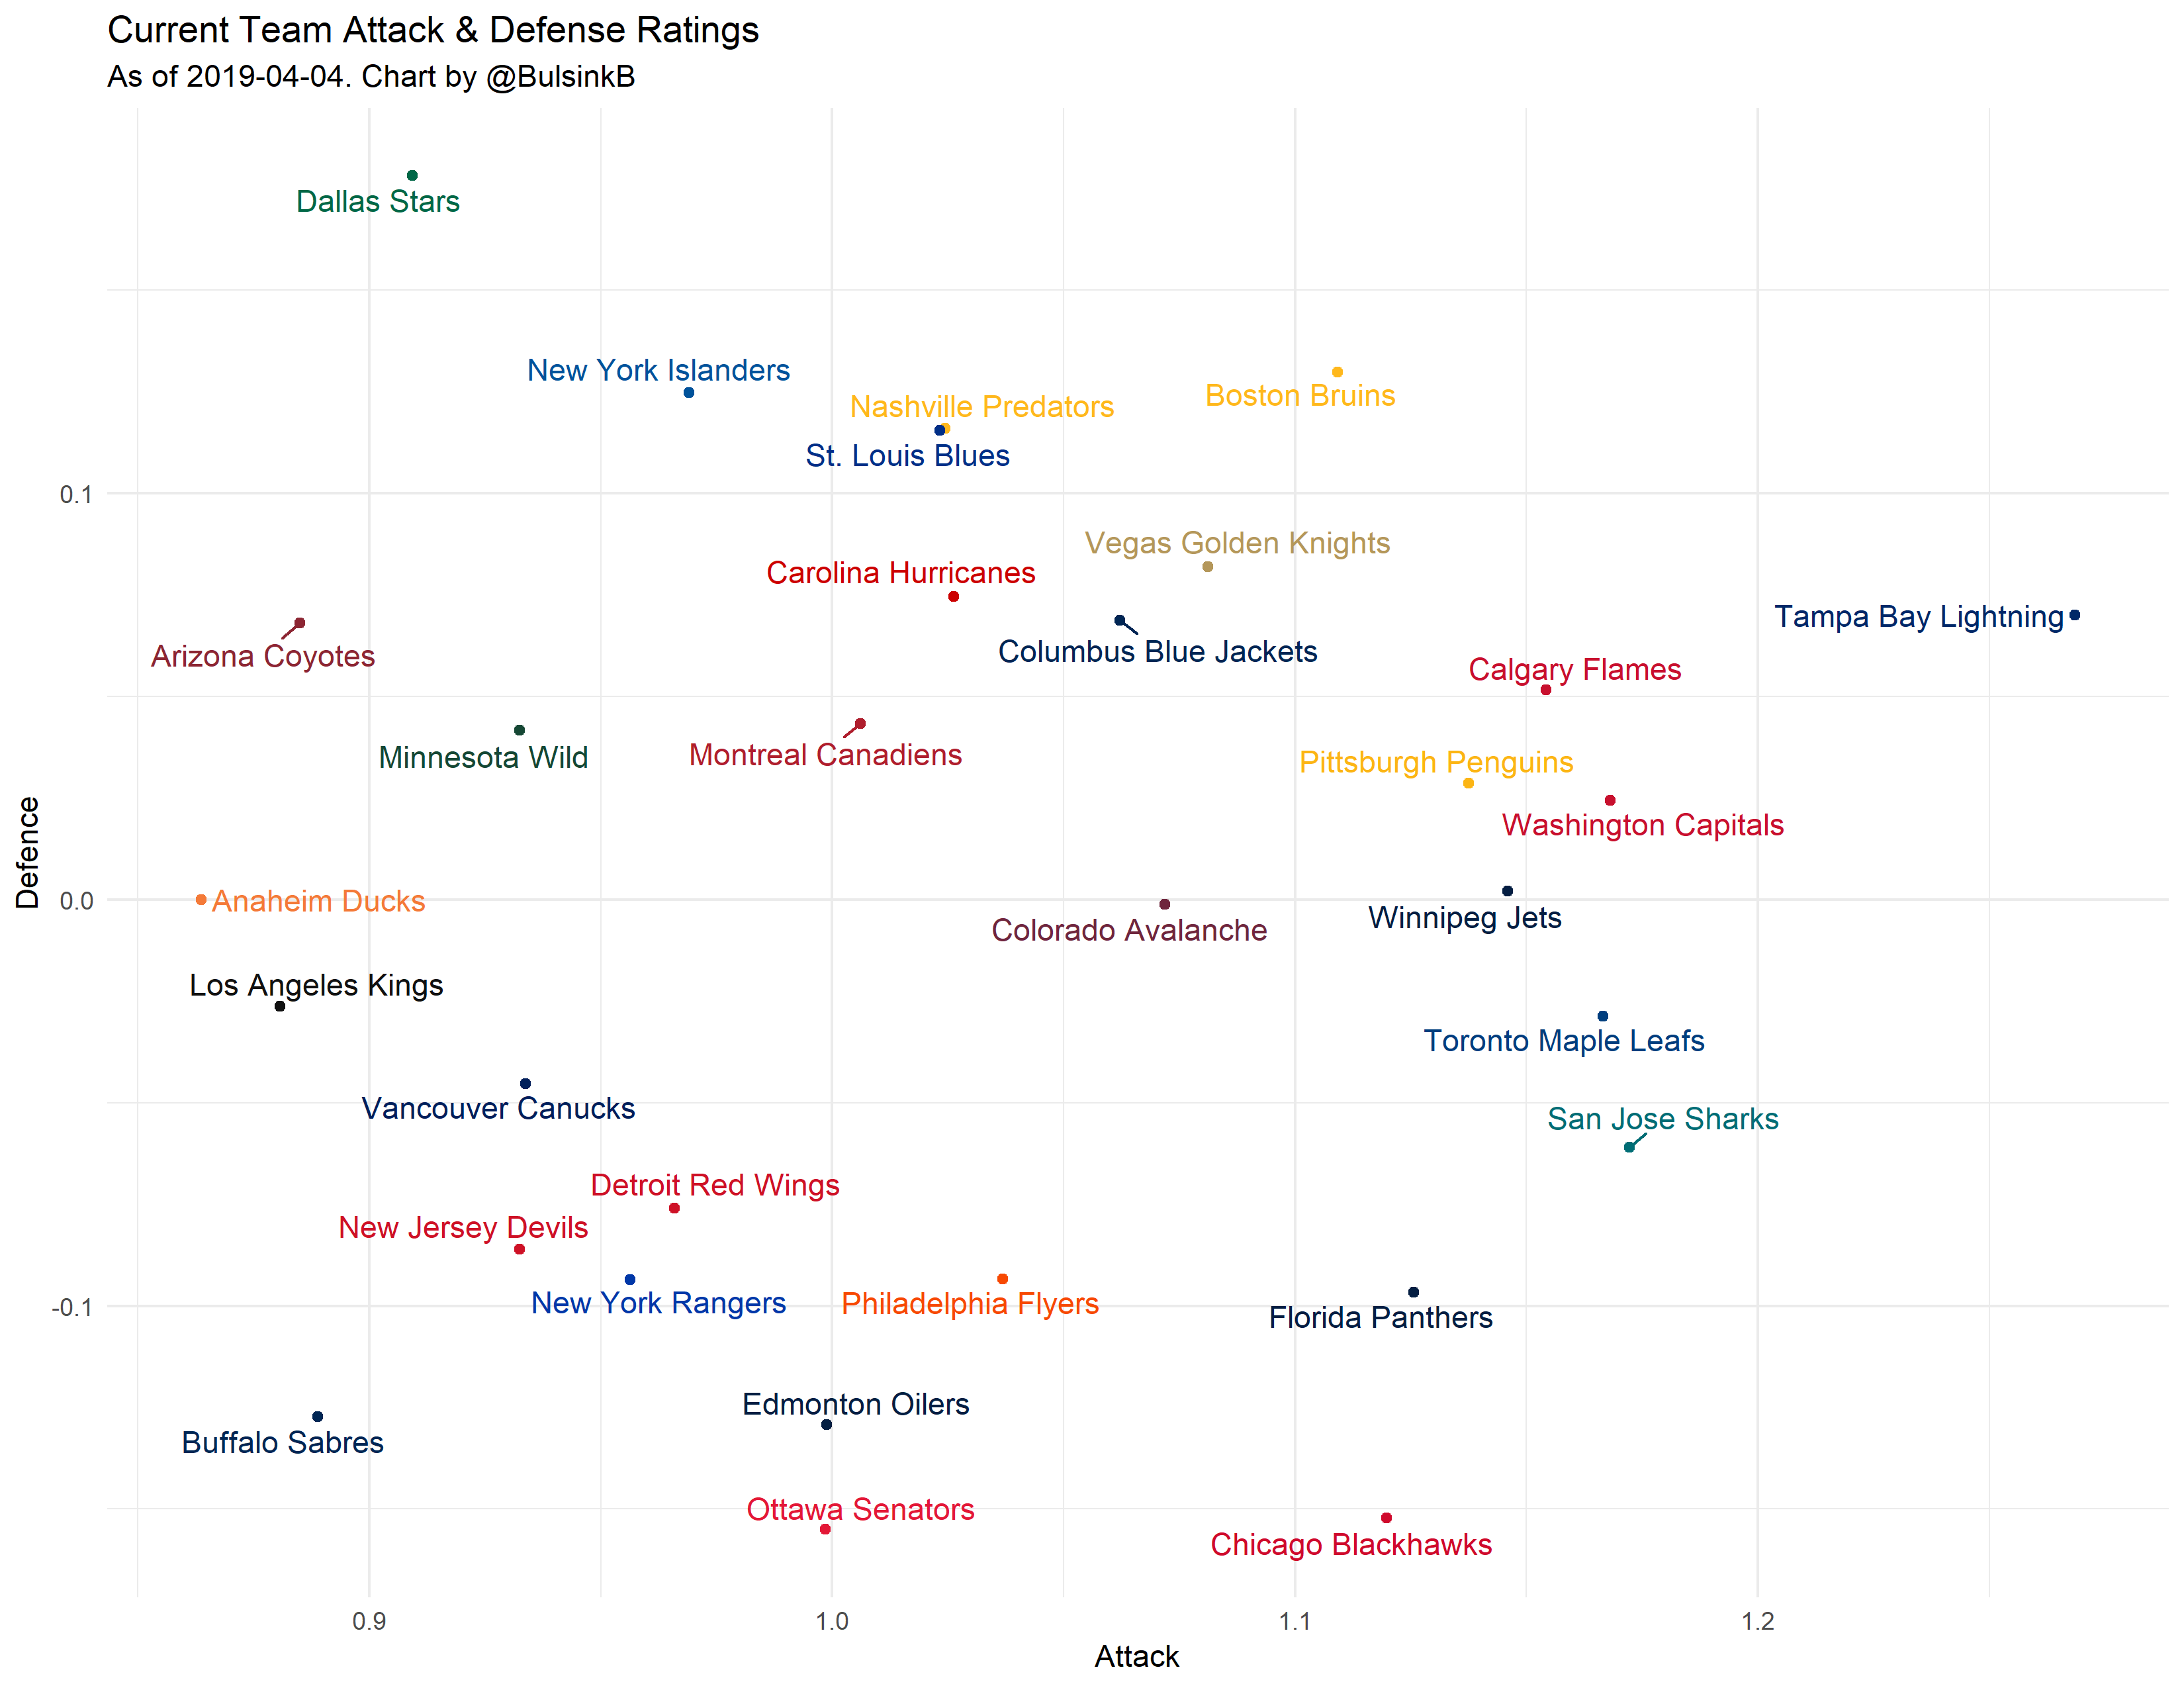 Current Team Attack & Defense Ratings
As of 2019-04-04. Chart by @BulsinkB
Dallas Stars
New York Islanders
Boston Bruins
Nashville Predators
St. Louis Blues
0.1
Vegas Golden Knights
Carolina Hurricanes
Tampa Bay Lightning
Columbus Blue Jackets
Arizona Coyotes
Calgary Flames
Minnesota Wild
Montreal Canadiens
Pittsburgh Penguins
Washington Capitals
Defence
0.0
Anaheim Ducks
Winnipeg Jets
Colorado Avalanche
Los Angeles Kings
Toronto Maple Leafs
Vancouver Canucks
San Jose Sharks
Detroit Red Wings
New Jersey Devils
New York Rangers
Philadelphia Flyers
-0.1
Florida Panthers
Edmonton Oilers
Buffalo Sabres
Ottawa Senators
Chicago Blackhawks
0.9
1.0
1.1
1.2
Attack